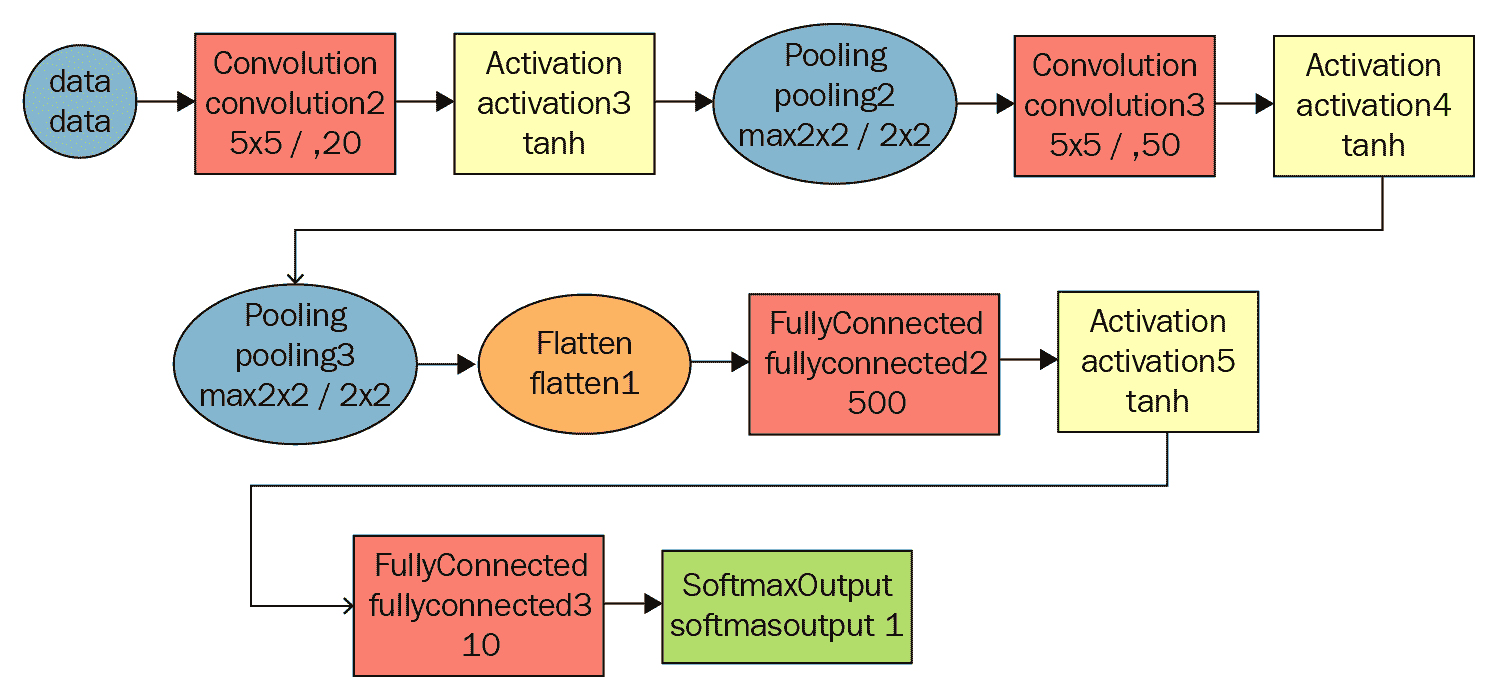 data
data
Convolution
convolution2
5x5 / ,20
Activation
activation3
tanh
Pooling
pooling2
max2x2 / 2x2
Convolution
convolution3
5x5 / ,50
Activation
activation4
tanh
Pooling
pooling3
max2x2 / 2x2
Flatten
flatten1
FullyConnected
fullyconnected2
500
Activation
activation5
tanh
FullyConnected
fullyconnected3
10
SoftmaxOutput
softmasoutput 1